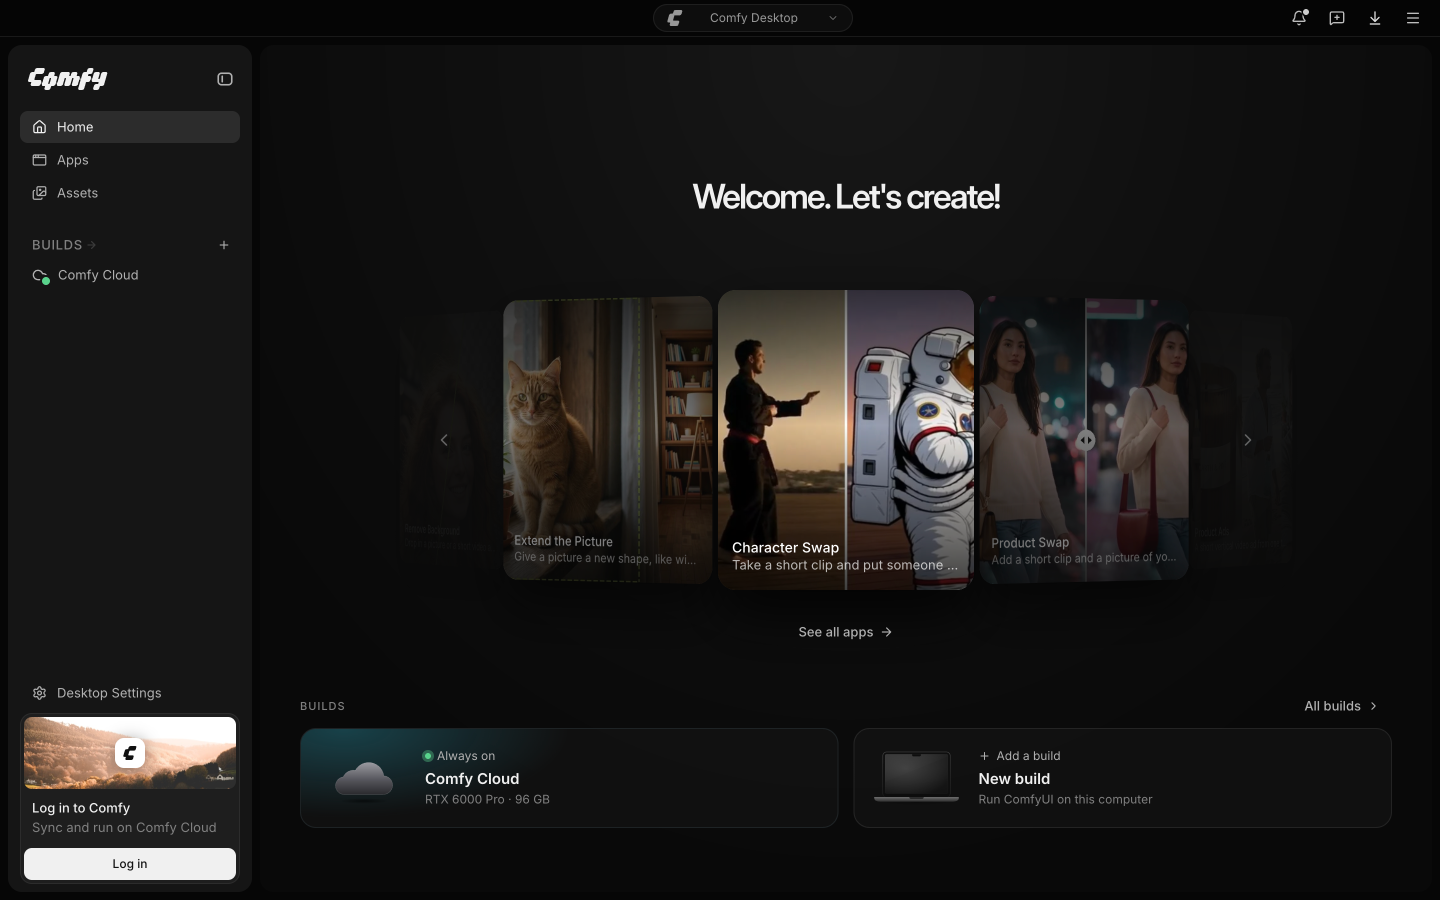 Comfy Desktop
Comfy
Home
Apps
Assets
BUILDS
Comfy Cloud
Welcome. Let's create!
Extend the Picture
Give a picture a new shape, like wi...
Character Swap
Take a short clip and put someone ...
Product Swap
Add a short clip and a picture of yo...
See all apps
BUILDS
All builds
Always on
Comfy Cloud
RTX 6000 Pro · 96 GB
Add a build
New build
Run ComfyUI on this computer
Desktop Settings
Log in to Comfy
Sync and run on Comfy Cloud
Log in